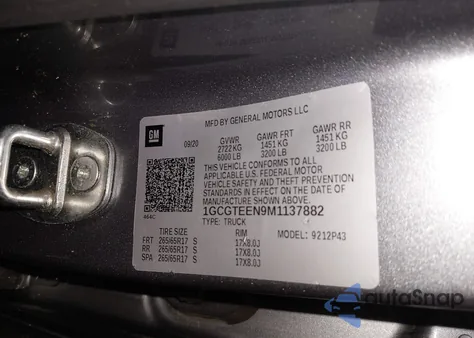 MFD BY GENERAL MOTORS LLC
GM
09/20 GVWR GAWR FRT GAWR RR
2722 KG 1451 KG 1451 KG
6000 LB 3200 LB 3200 LB
THIS VEHICLE CONFORMS TO ALL
APPLICABLE U.S. FEDERAL MOTOR
VEHICLE SAFETY AND THEFT PREVENTION
STANDARDS IN EFFECT ON THE DATE OF
MANUFACTURE SHOWN ABOVE.
1GCGTEEN9M1137882
TYPE: TRUCK
TIRE SIZE RIM MODEL: 9212P43
FRT 265/65R17 S 17X8.0J
RR 265/65R17 S 17X8.0J
SPA 265/65R17 S 17X8.0J
autoSnap